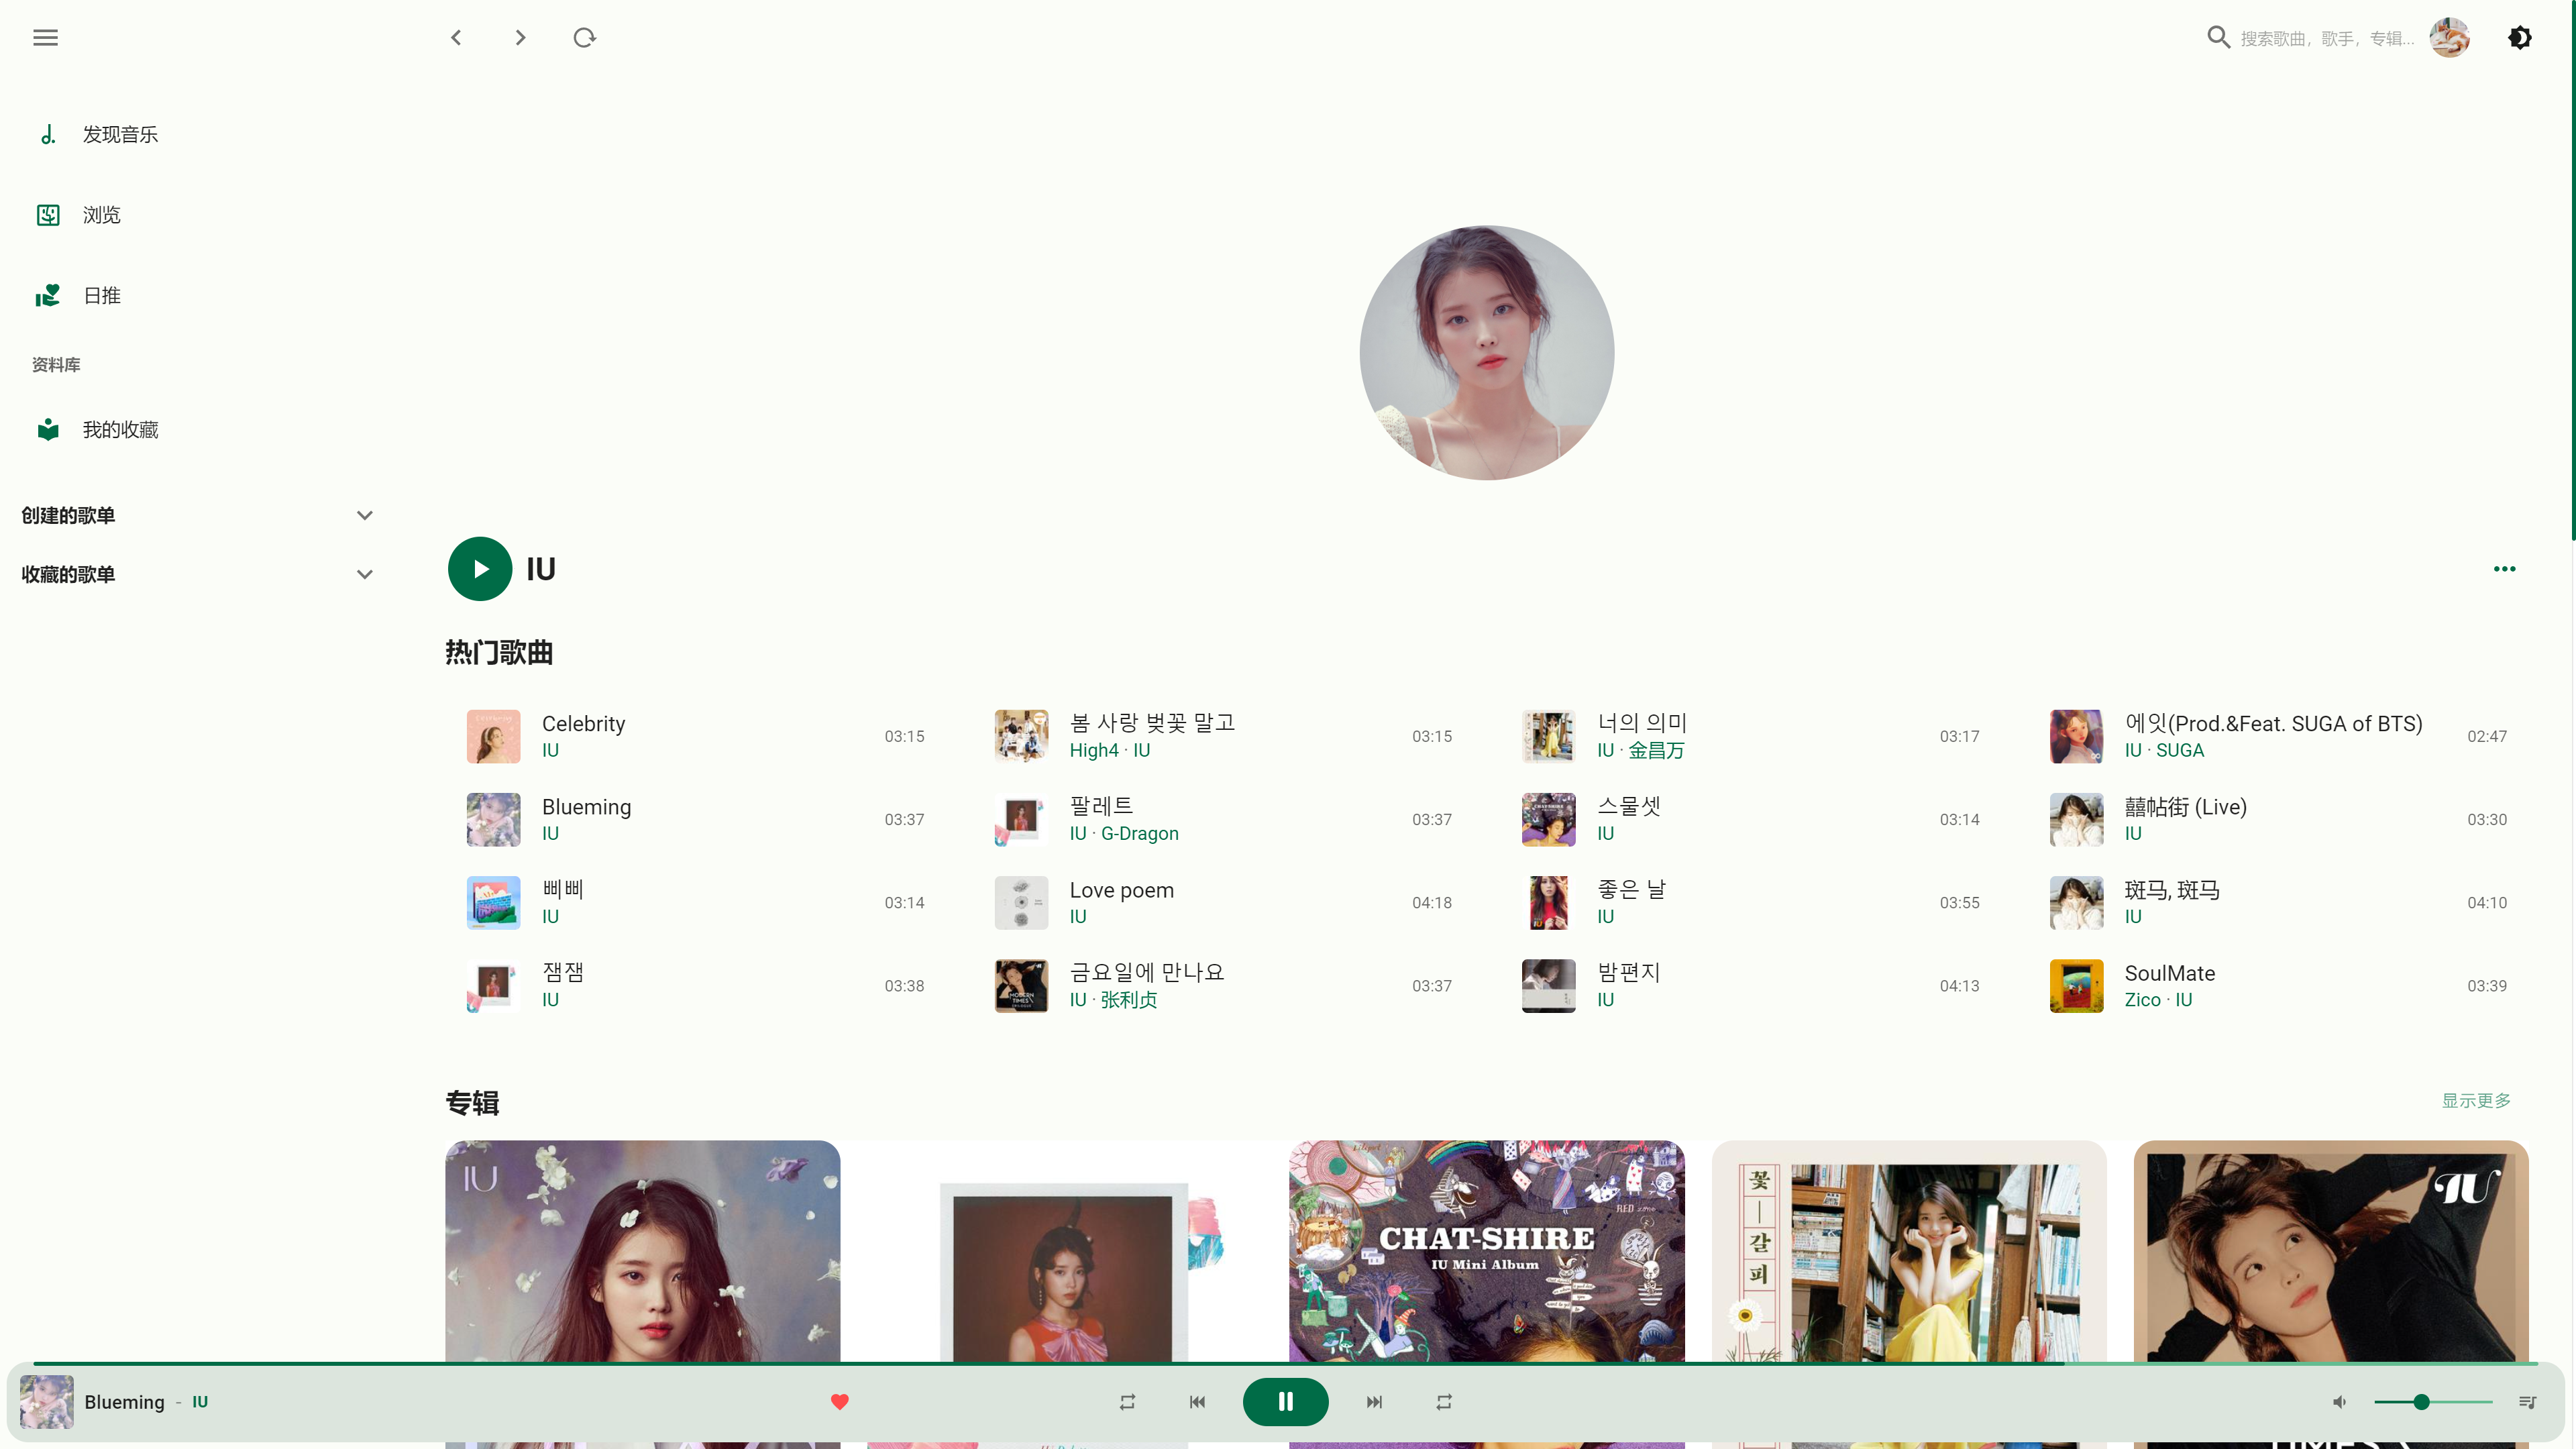 搜索歌曲，歌手，专辑...
发现音乐
浏览
日推
资料库
我的收藏
创建的歌单
收藏的歌单
IU
热门歌曲
Celebrity
IU
03:15
봄 사랑 벚꽃 말고
High4 · IU
03:15
너의 의미
IU · 金昌万
03:17
에잇(Prod.&Feat. SUGA of BTS)
IU · SUGA
02:47
Blueming
IU
03:37
팔레트
IU · G-Dragon
03:37
스물셋
IU
03:14
囍帖街 (Live)
IU
03:30
삐삐
IU
03:14
Love poem
IU
04:18
좋은 날
IU
03:55
斑马, 斑马
IU
04:10
잼잼
IU
03:38
금요일에 만나요
IU · 张利贞
03:37
밤편지
IU
04:13
SoulMate
Zico · IU
03:39
专辑
显示更多
IU
CHAT-SHIRE
IU Mini Album
RED zone
꽃
갈
피
IU
Blueming - IU